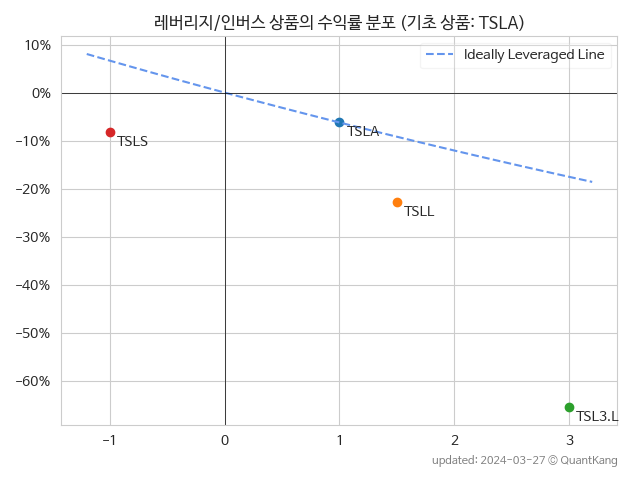 레버리지/인버스 상품의 수익률 분포 (기초 상품: TSLA)
10%
0%
−10%
−20%
−30%
−40%
−50%
−60%
Ideally Leveraged Line
TSLS
TSLA
TSLL
TSL3.L
−1
0
1
2
3
updated: 2024-03-27 © QuantKang